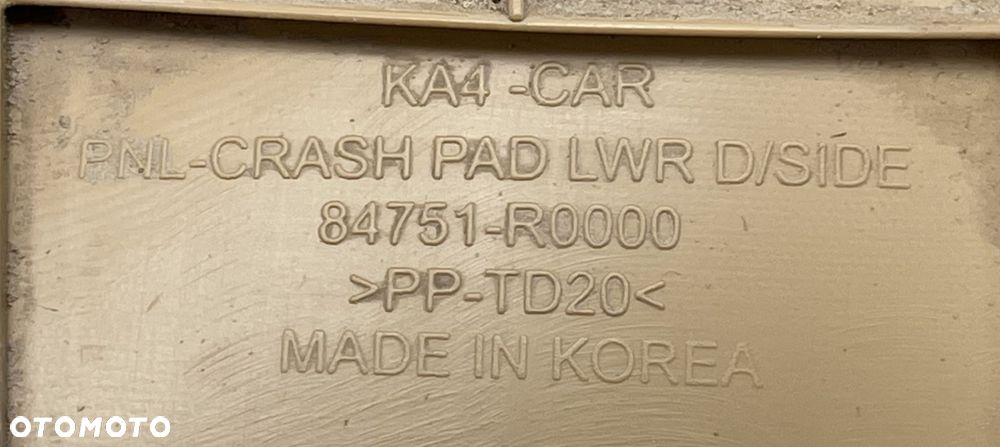 KA4 -CAR
PNL-CRASH PAD LWR D/SIDE
84751-R0000
>PP-TD20<
MADE IN KOREA
OTOMOTO